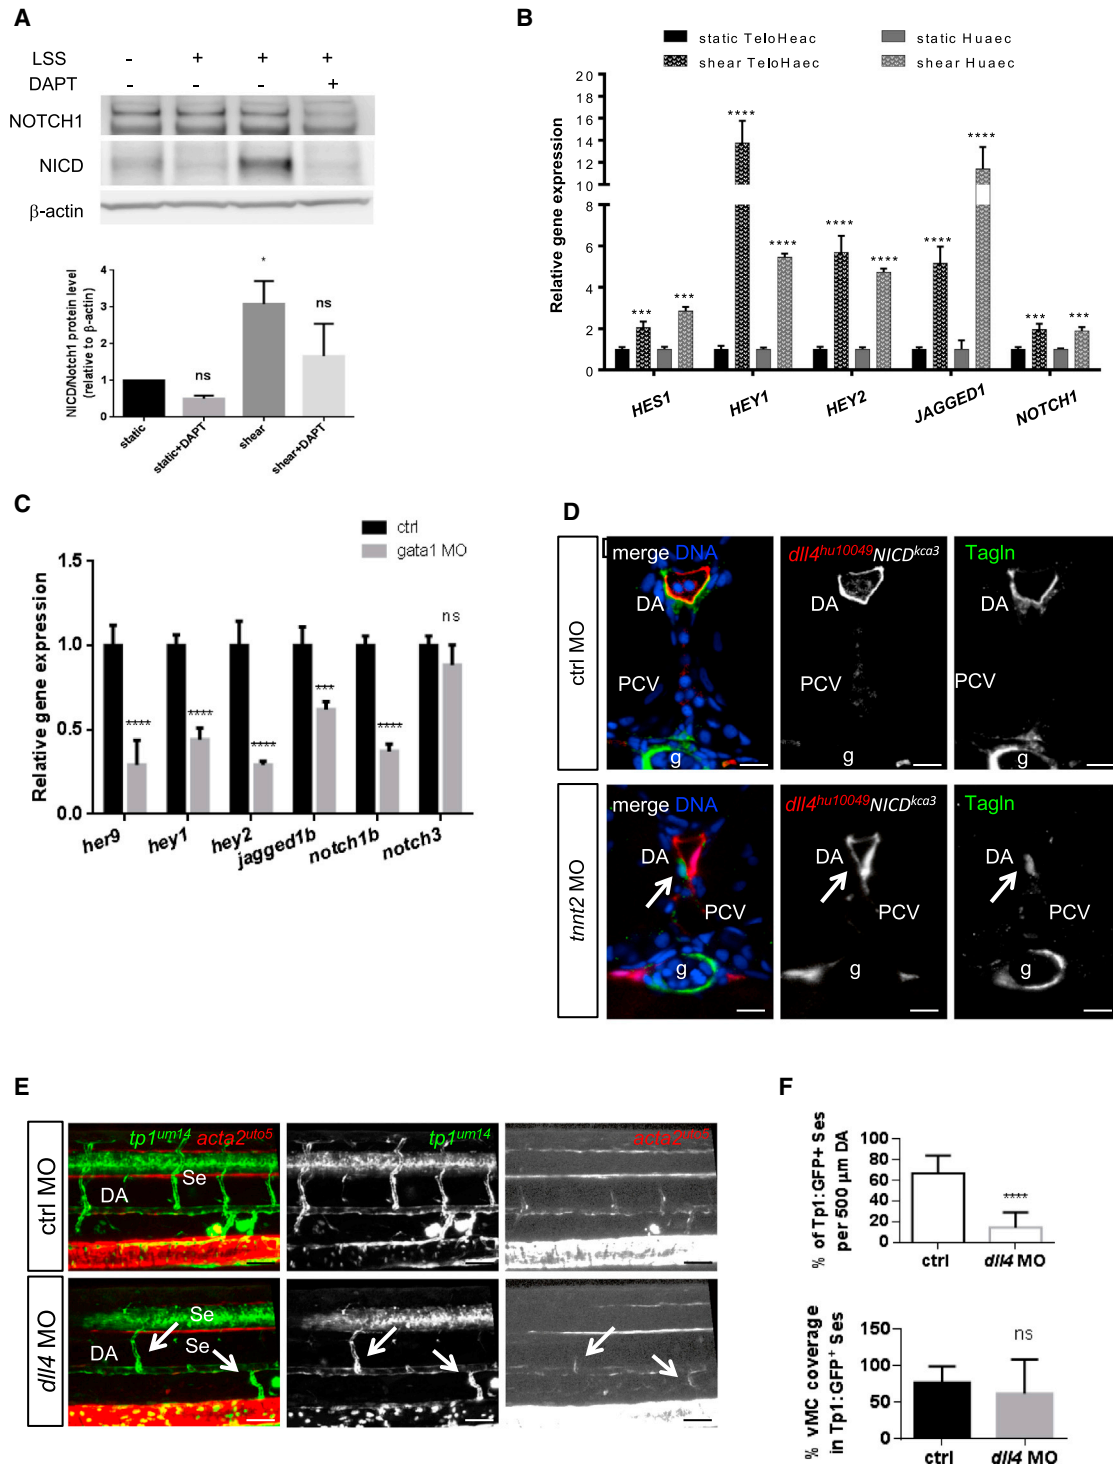 A
LSS - + + +
DAPT - - - +
NOTCH1
NICD
β-actin
NICD/Notch1 protein level
(relative to β-actin)
4
3
2
1
0
ns
*
ns
static
static+DAPT
shear
shear+DAPT
B
static TeloHeac
static Huaec
shear TeloHaec
shear Huaec
Relative gene expression
20
18
16
14
12
10
8
6
4
2
0
***
***
****
****
****
****
****
****
***
***
HES1
HEY1
HEY2
JAGGED1
NOTCH1
C
ctrl
gata1 MO
Relative gene expression
1.5
1.0
0.5
0.0
****
****
****
***
****
ns
her9
hey1
hey2
jagged1b
notch1b
notch3
D
ctrl MO
merge DNA
DA
PCV
g
dll4hu10049 NICDkca3
DA
PCV
g
Tagln
DA
PCV
g
tnnt2 MO
merge DNA
DA
PCV
g
dll4hu10049 NICDkca3
DA
PCV
g
Tagln
DA
PCV
g
E
ctrl MO
tp1um14 acta2uto5
Se
DA
tp1um14
acta2uto5
dll4 MO
Se
Se
DA
F
% of Tp1:GFP+ Ses
per 500 µm DA
100
80
60
40
20
0
****
ctrl
dll4 MO
% vMC coverage
in Tp1:GFP+ Ses
150
100
50
0
ns
ctrl
dll4 MO